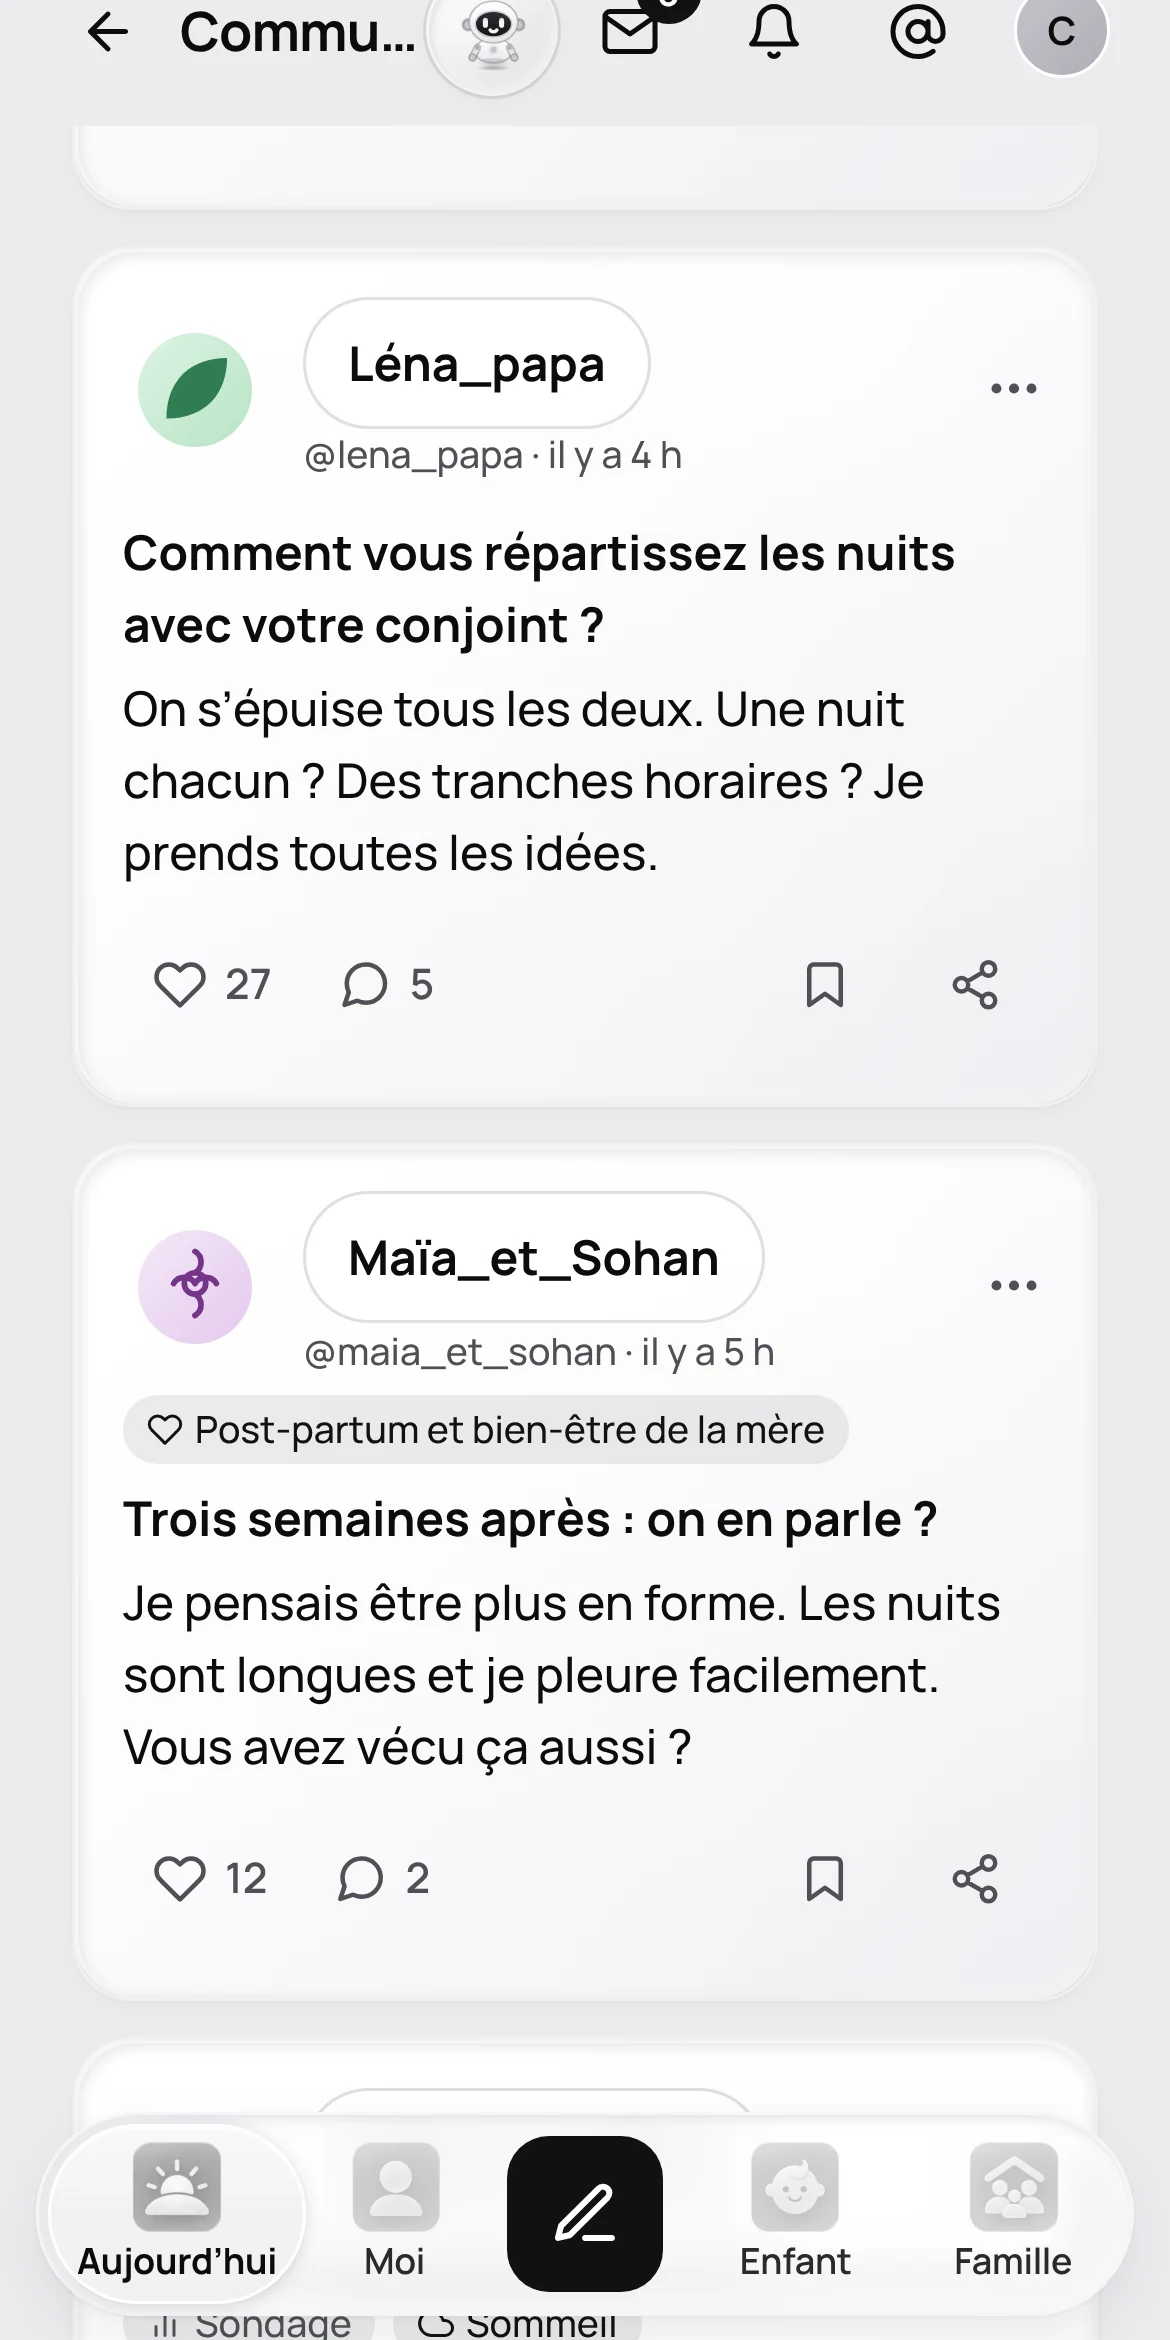 Commu...
C
Léna_papa
@lena_papa · il y a 4 h
Comment vous répartissez les nuits
avec votre conjoint ?
On s’épuise tous les deux. Une nuit
chacun ? Des tranches horaires ? Je
prends toutes les idées.
27 5
Maïa_et_Sohan
@maia_et_sohan · il y a 5 h
Post-partum et bien-être de la mère
Trois semaines après : on en parle ?
Je pensais être plus en forme. Les nuits
sont longues et je pleure facilement.
Vous avez vécu ça aussi ?
12 2
Aujourd’hui Moi Enfant Famille
Sondage Sommeil